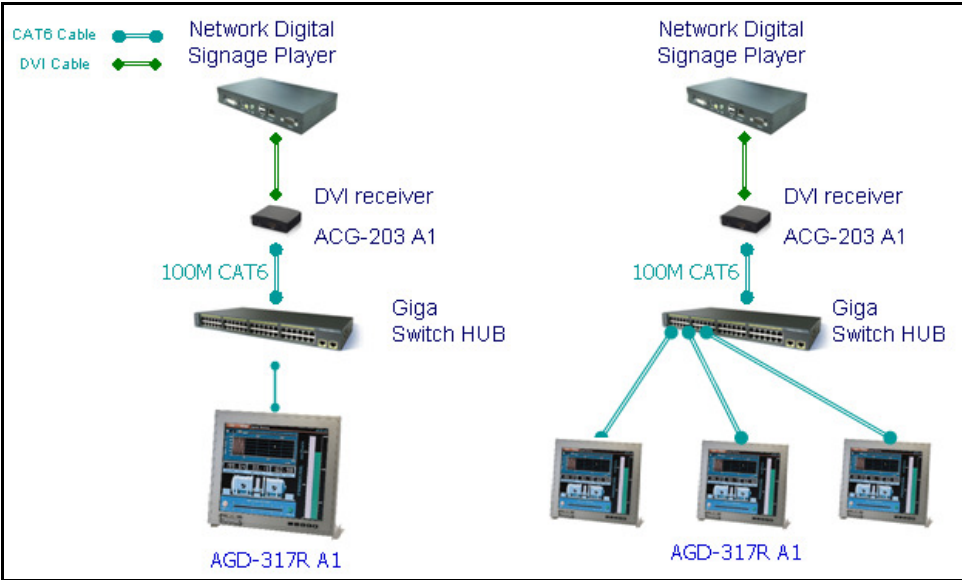 CAT6 Cable
DVI Cable
Network Digital
Signage Player
DVI receiver
ACG-203 A1
100M CAT6
Giga
Switch HUB
AGD-317R A1
Network Digital
Signage Player
DVI receiver
ACG-203 A1
100M CAT6
Giga
Switch HUB
AGD-317R A1